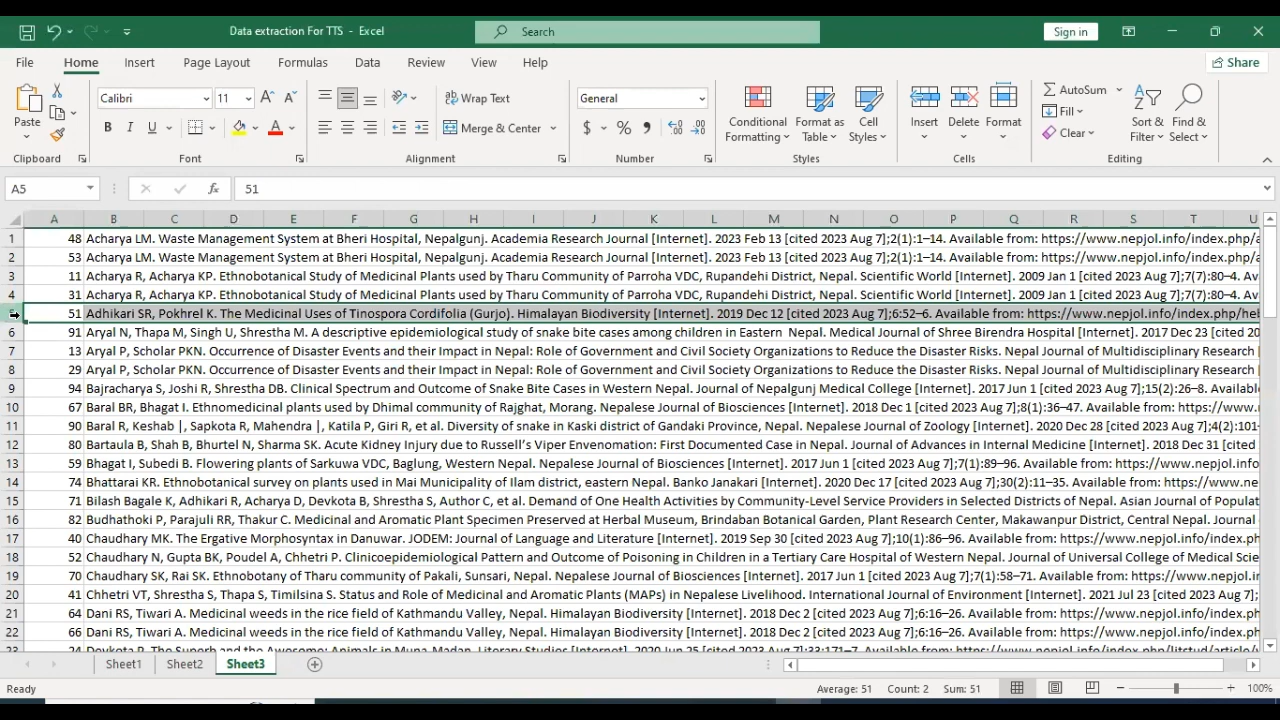 Data extraction For TTS - Excel
Search
Sign in
File Home Insert Page Layout Formulas Data Review View Help
Share
Paste
Calibri 11
B I U
Wrap Text
Merge & Center
General
$ % ,
Conditional Formatting
Format as Table
Cell Styles
Insert
Delete
Format
AutoSum
Fill
Clear
Sort & Filter
Find & Select
Clipboard Font Alignment Number Styles Cells Editing
A5 fx 51
A B C D E F G H I J K L M N O P Q R S T U
1 48 Acharya LM. Waste Management System at Bheri Hospital, Nepalgunj. Academia Research Journal [Internet]. 2023 Feb 13 [cited 2023 Aug 7];2(1):1–14. Available from: https://www.nepjol.info/index.php/a
2 53 Acharya LM. Waste Management System at Bheri Hospital, Nepalgunj. Academia Research Journal [Internet]. 2023 Feb 13 [cited 2023 Aug 7];2(1):1–14. Available from: https://www.nepjol.info/index.php/a
3 11 Acharya R, Acharya KP. Ethnobotanical Study of Medicinal Plants used by Tharu Community of Parroha VDC, Rupandehi District, Nepal. Scientific World [Internet]. 2009 Jan 1 [cited 2023 Aug 7];7(7):80–4. Av
4 31 Acharya R, Acharya KP. Ethnobotanical Study of Medicinal Plants used by Tharu Community of Parroha VDC, Rupandehi District, Nepal. Scientific World [Internet]. 2009 Jan 1 [cited 2023 Aug 7];7(7):80–4. Av
51 Adhikari SR, Pokhrel K. The Medicinal Uses of Tinospora Cordifolia (Gurjo). Himalayan Biodiversity [Internet]. 2019 Dec 12 [cited 2023 Aug 7];6:52–6. Available from: https://www.nepjol.info/index.php/hel
6 91 Aryal N, Thapa M, Singh U, Shrestha M. A descriptive epidemiological study of snake bite cases among children in Eastern Nepal. Medical Journal of Shree Birendra Hospital [Internet]. 2017 Dec 23 [cited 20
7 13 Aryal P, Scholar PKN. Occurrence of Disaster Events and their Impact in Nepal: Role of Government and Civil Society Organizations to Reduce the Disaster Risks. Nepal Journal of Multidisciplinary Research
8 29 Aryal P, Scholar PKN. Occurrence of Disaster Events and their Impact in Nepal: Role of Government and Civil Society Organizations to Reduce the Disaster Risks. Nepal Journal of Multidisciplinary Research
9 94 Bajracharya S, Joshi R, Shrestha DB. Clinical Spectrum and Outcome of Snake Bite Cases in Western Nepal. Journal of Nepalgunj Medical College [Internet]. 2017 Jun 1 [cited 2023 Aug 7];15(2):26–8. Availabl
10 67 Baral BR, Bhagat I. Ethnomedicinal plants used by Dhimal community of Rajghat, Morang. Nepalese Journal of Biosciences [Internet]. 2018 Dec 1 [cited 2023 Aug 7];8(1):36–47. Available from: https://www.
11 90 Baral R, Keshab |, Sapkota R, Mahendra |, Katila P, Giri R, et al. Diversity of snake in Kaski district of Gandaki Province, Nepal. Nepalese Journal of Zoology [Internet]. 2020 Dec 28 [cited 2023 Aug 7];4(2):101
12 80 Bartaula B, Shah B, Bhurtel N, Sharma SK. Acute Kidney Injury due to Russell’s Viper Envenomation: First Documented Case in Nepal. Journal of Advances in Internal Medicine [Internet]. 2018 Dec 31 [cited
13 59 Bhagat I, Subedi B. Flowering plants of Sarkuwa VDC, Baglung, Western Nepal. Nepalese Journal of Biosciences [Internet]. 2017 Jun 1 [cited 2023 Aug 7];7(1):89–96. Available from: https://www.nepjol.info
14 74 Bhattarai KR. Ethnobotanical survey on plants used in Mai Municipality of Ilam district, eastern Nepal. Banko Janakari [Internet]. 2020 Dec 17 [cited 2023 Aug 7];30(2):11–35. Available from: https://www.nep
15 71 Bilash Bagale K, Adhikari R, Acharya D, Devkota B, Shrestha S, Author C, et al. Demand of One Health Activities by Community-Level Service Providers in Selected Districts of Nepal. Asian Journal of Populat
16 82 Budhathoki P, Parajuli RR, Thakur C. Medicinal and Aromatic Plant Specimen Preserved at Herbal Museum, Brindaban Botanical Garden, Plant Research Center, Makawanpur District, Central Nepal. Journal
17 40 Chaudhary MK. The Ergative Morphosyntax in Danuwar. JODEM: Journal of Language and Literature [Internet]. 2019 Sep 30 [cited 2023 Aug 7];10(1):86–96. Available from: https://www.nepjol.info/index.ph
18 52 Chaudhary N, Gupta BK, Poudel A, Chhetri P. Clinicoepidemiological Pattern and Outcome of Poisoning in Children in a Tertiary Care Hospital of Western Nepal. Journal of Universal College of Medical Scie
19 70 Chaudhary SK, Rai SK. Ethnobotany of Tharu community of Pakali, Sunsari, Nepal. Nepalese Journal of Biosciences [Internet]. 2017 Jun 1 [cited 2023 Aug 7];7(1):58–71. Available from: https://www.nepjol.in
20 41 Chhetri VT, Shrestha S, Thapa S, Timilsina S. Status and Role of Medicinal and Aromatic Plants (MAPs) in Nepalese Livelihood. International Journal of Environment [Internet]. 2021 Jul 23 [cited 2023 Aug 7];
21 64 Dani RS, Tiwari A. Medicinal weeds in the rice field of Kathmandu Valley, Nepal. Himalayan Biodiversity [Internet]. 2018 Dec 2 [cited 2023 Aug 7];6:16–26. Available from: https://www.nepjol.info/index.ph
22 66 Dani RS, Tiwari A. Medicinal weeds in the rice field of Kathmandu Valley, Nepal. Himalayan Biodiversity [Internet]. 2018 Dec 2 [cited 2023 Aug 7];6:16–26. Available from: https://www.nepjol.info/index.ph
Sheet1 Sheet2 Sheet3
Ready Average: 51 Count: 2 Sum: 51 100%